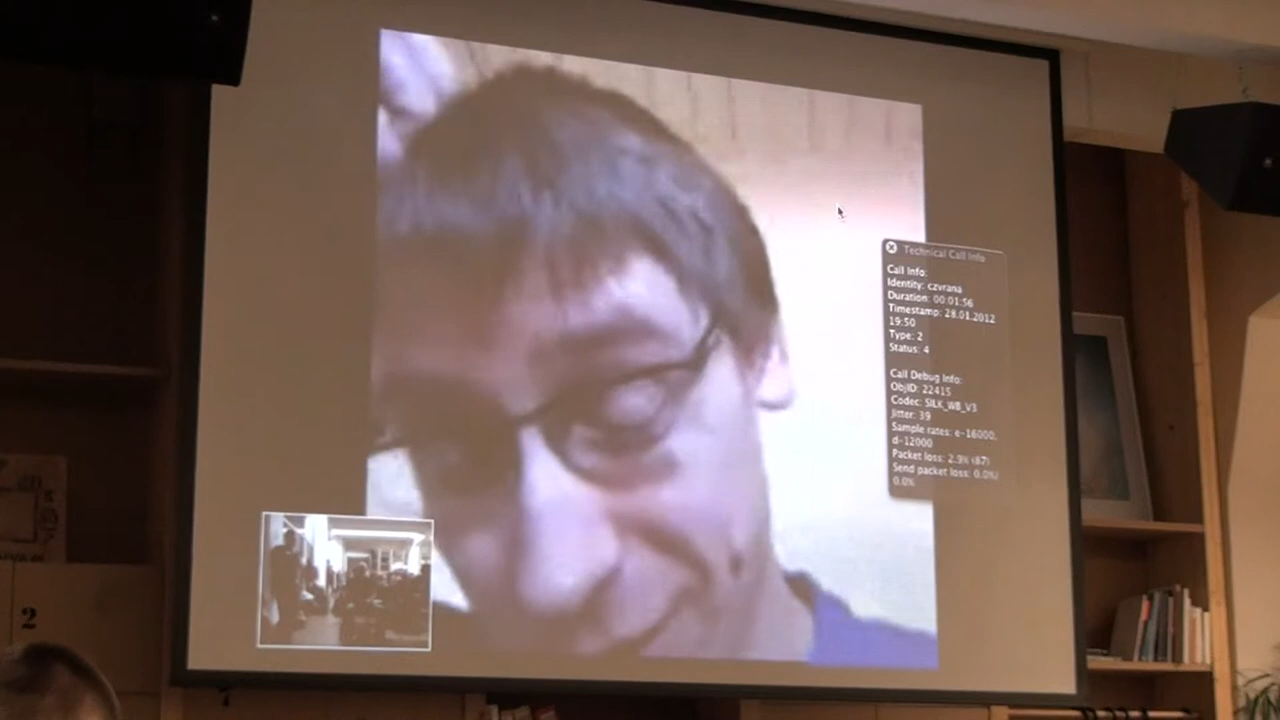 Technical Call Info
Call Info:
Identity: czvrana
Duration: 00:01:56
Timestamp: 28.01.2012
19:50
Type: 2
Status: 4
Call Debug Info:
ObjID: 22415
Codec: SILK_WB_V3
Jitter: 39
Sample rates: e-16000,
d-12000
Packet loss: 2.9% (87)
Send packet loss: 0.0%/
0.0%
2